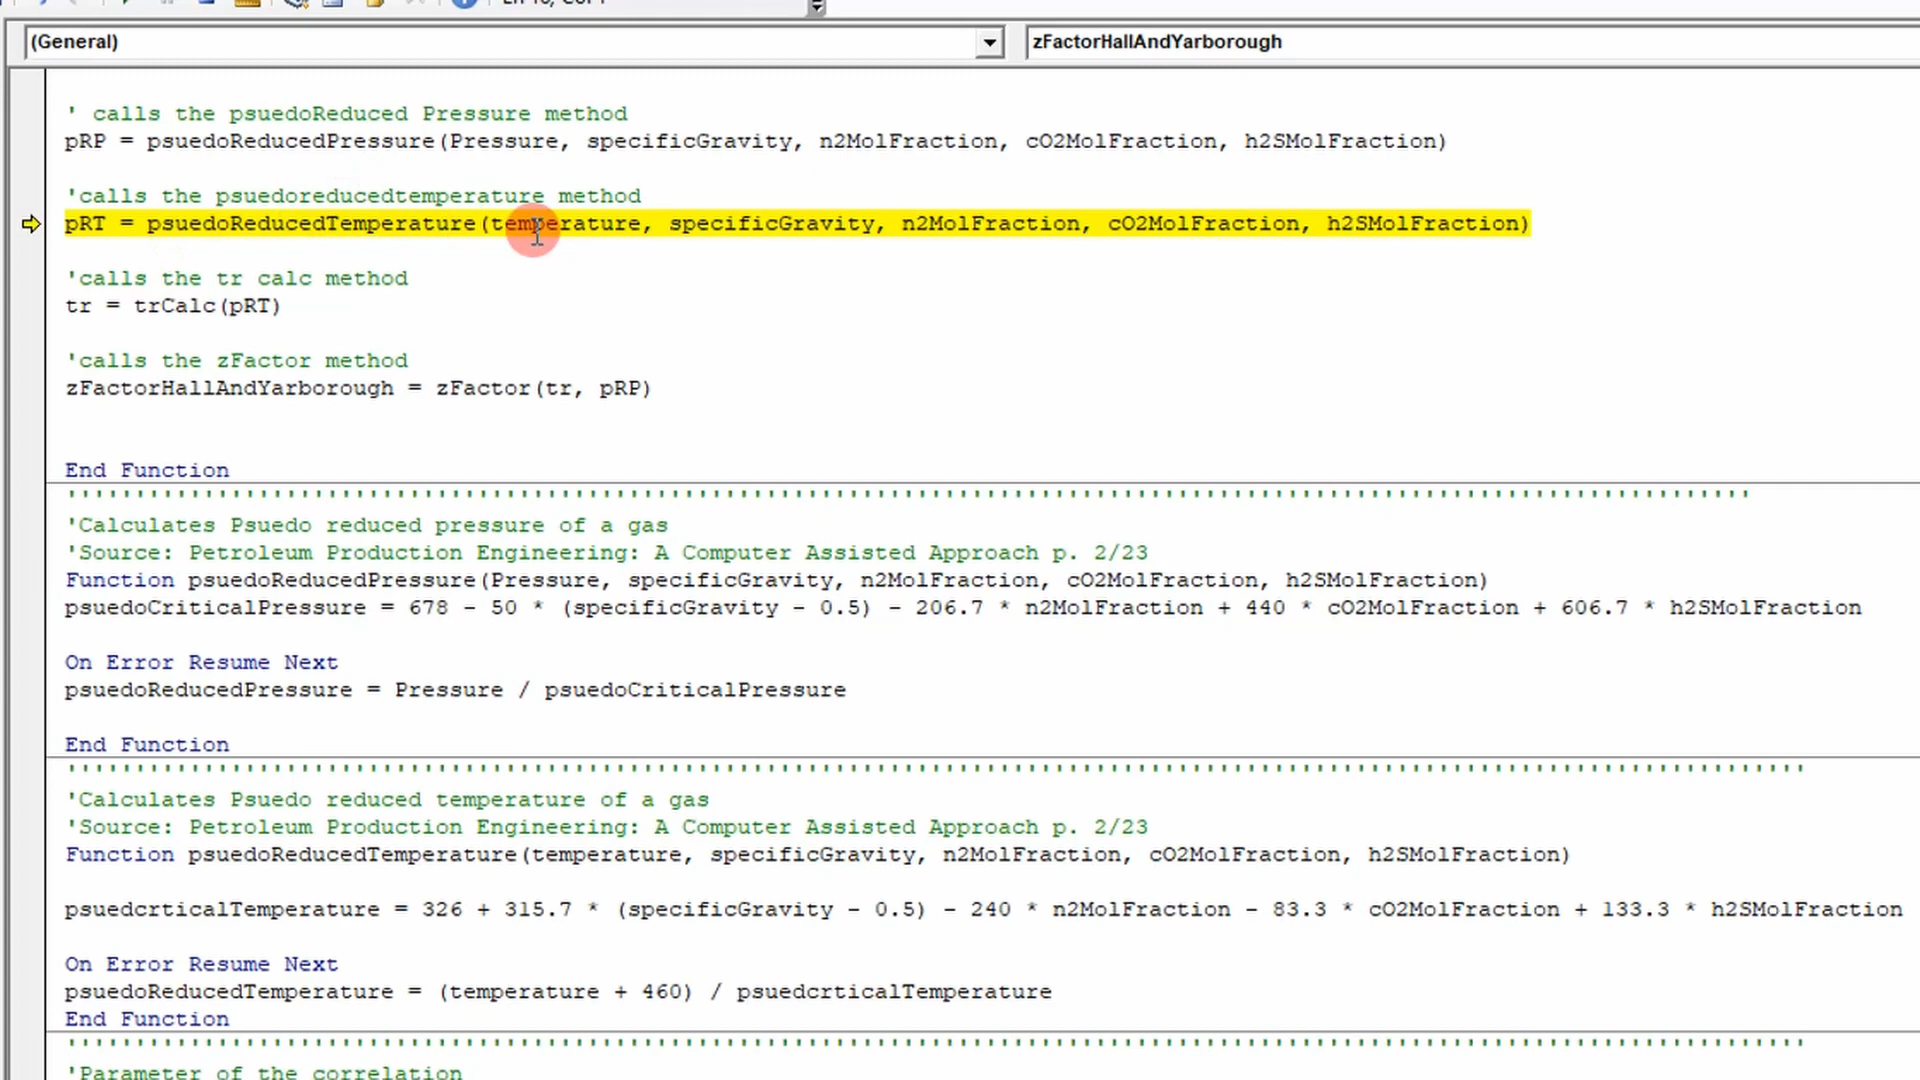 (General)
zFactorHallAndYarborough
' calls the psuedoReduced Pressure method
pRP = psuedoReducedPressure(Pressure, specificGravity, n2MolFraction, cO2MolFraction, h2SMolFraction)
'calls the psuedoreducedtemperature method
pRT = psuedoReducedTemperature(temperature, specificGravity, n2MolFraction, cO2MolFraction, h2SMolFraction)
'calls the tr calc method
tr = trCalc(pRT)
'calls the zFactor method
zFactorHallAndYarborough = zFactor(tr, pRP)
End Function
'Calculates Psuedo reduced pressure of a gas
'Source: Petroleum Production Engineering: A Computer Assisted Approach p. 2/23
Function psuedoReducedPressure(Pressure, specificGravity, n2MolFraction, cO2MolFraction, h2SMolFraction)
psuedoCriticalPressure = 678 - 50 * (specificGravity - 0.5) - 206.7 * n2MolFraction + 440 * cO2MolFraction + 606.7 * h2SMolFraction
On Error Resume Next
psuedoReducedPressure = Pressure / psuedoCriticalPressure
End Function
'Calculates Psuedo reduced temperature of a gas
'Source: Petroleum Production Engineering: A Computer Assisted Approach p. 2/23
Function psuedoReducedTemperature(temperature, specificGravity, n2MolFraction, cO2MolFraction, h2SMolFraction)
psuedcrticalTemperature = 326 + 315.7 * (specificGravity - 0.5) - 240 * n2MolFraction - 83.3 * cO2MolFraction + 133.3 * h2SMolFraction
On Error Resume Next
psuedoReducedTemperature = (temperature + 460) / psuedcrticalTemperature
End Function
'Parameter of the correlation